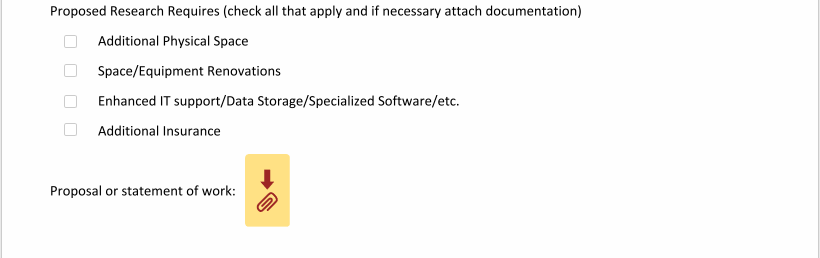 Proposed Research Requires (check all that apply and if necessary attach documentation)
Additional Physical Space
Space/Equipment Renovations
Enhanced IT support/Data Storage/Specialized Software/etc.
Additional Insurance
Proposal or statement of work: